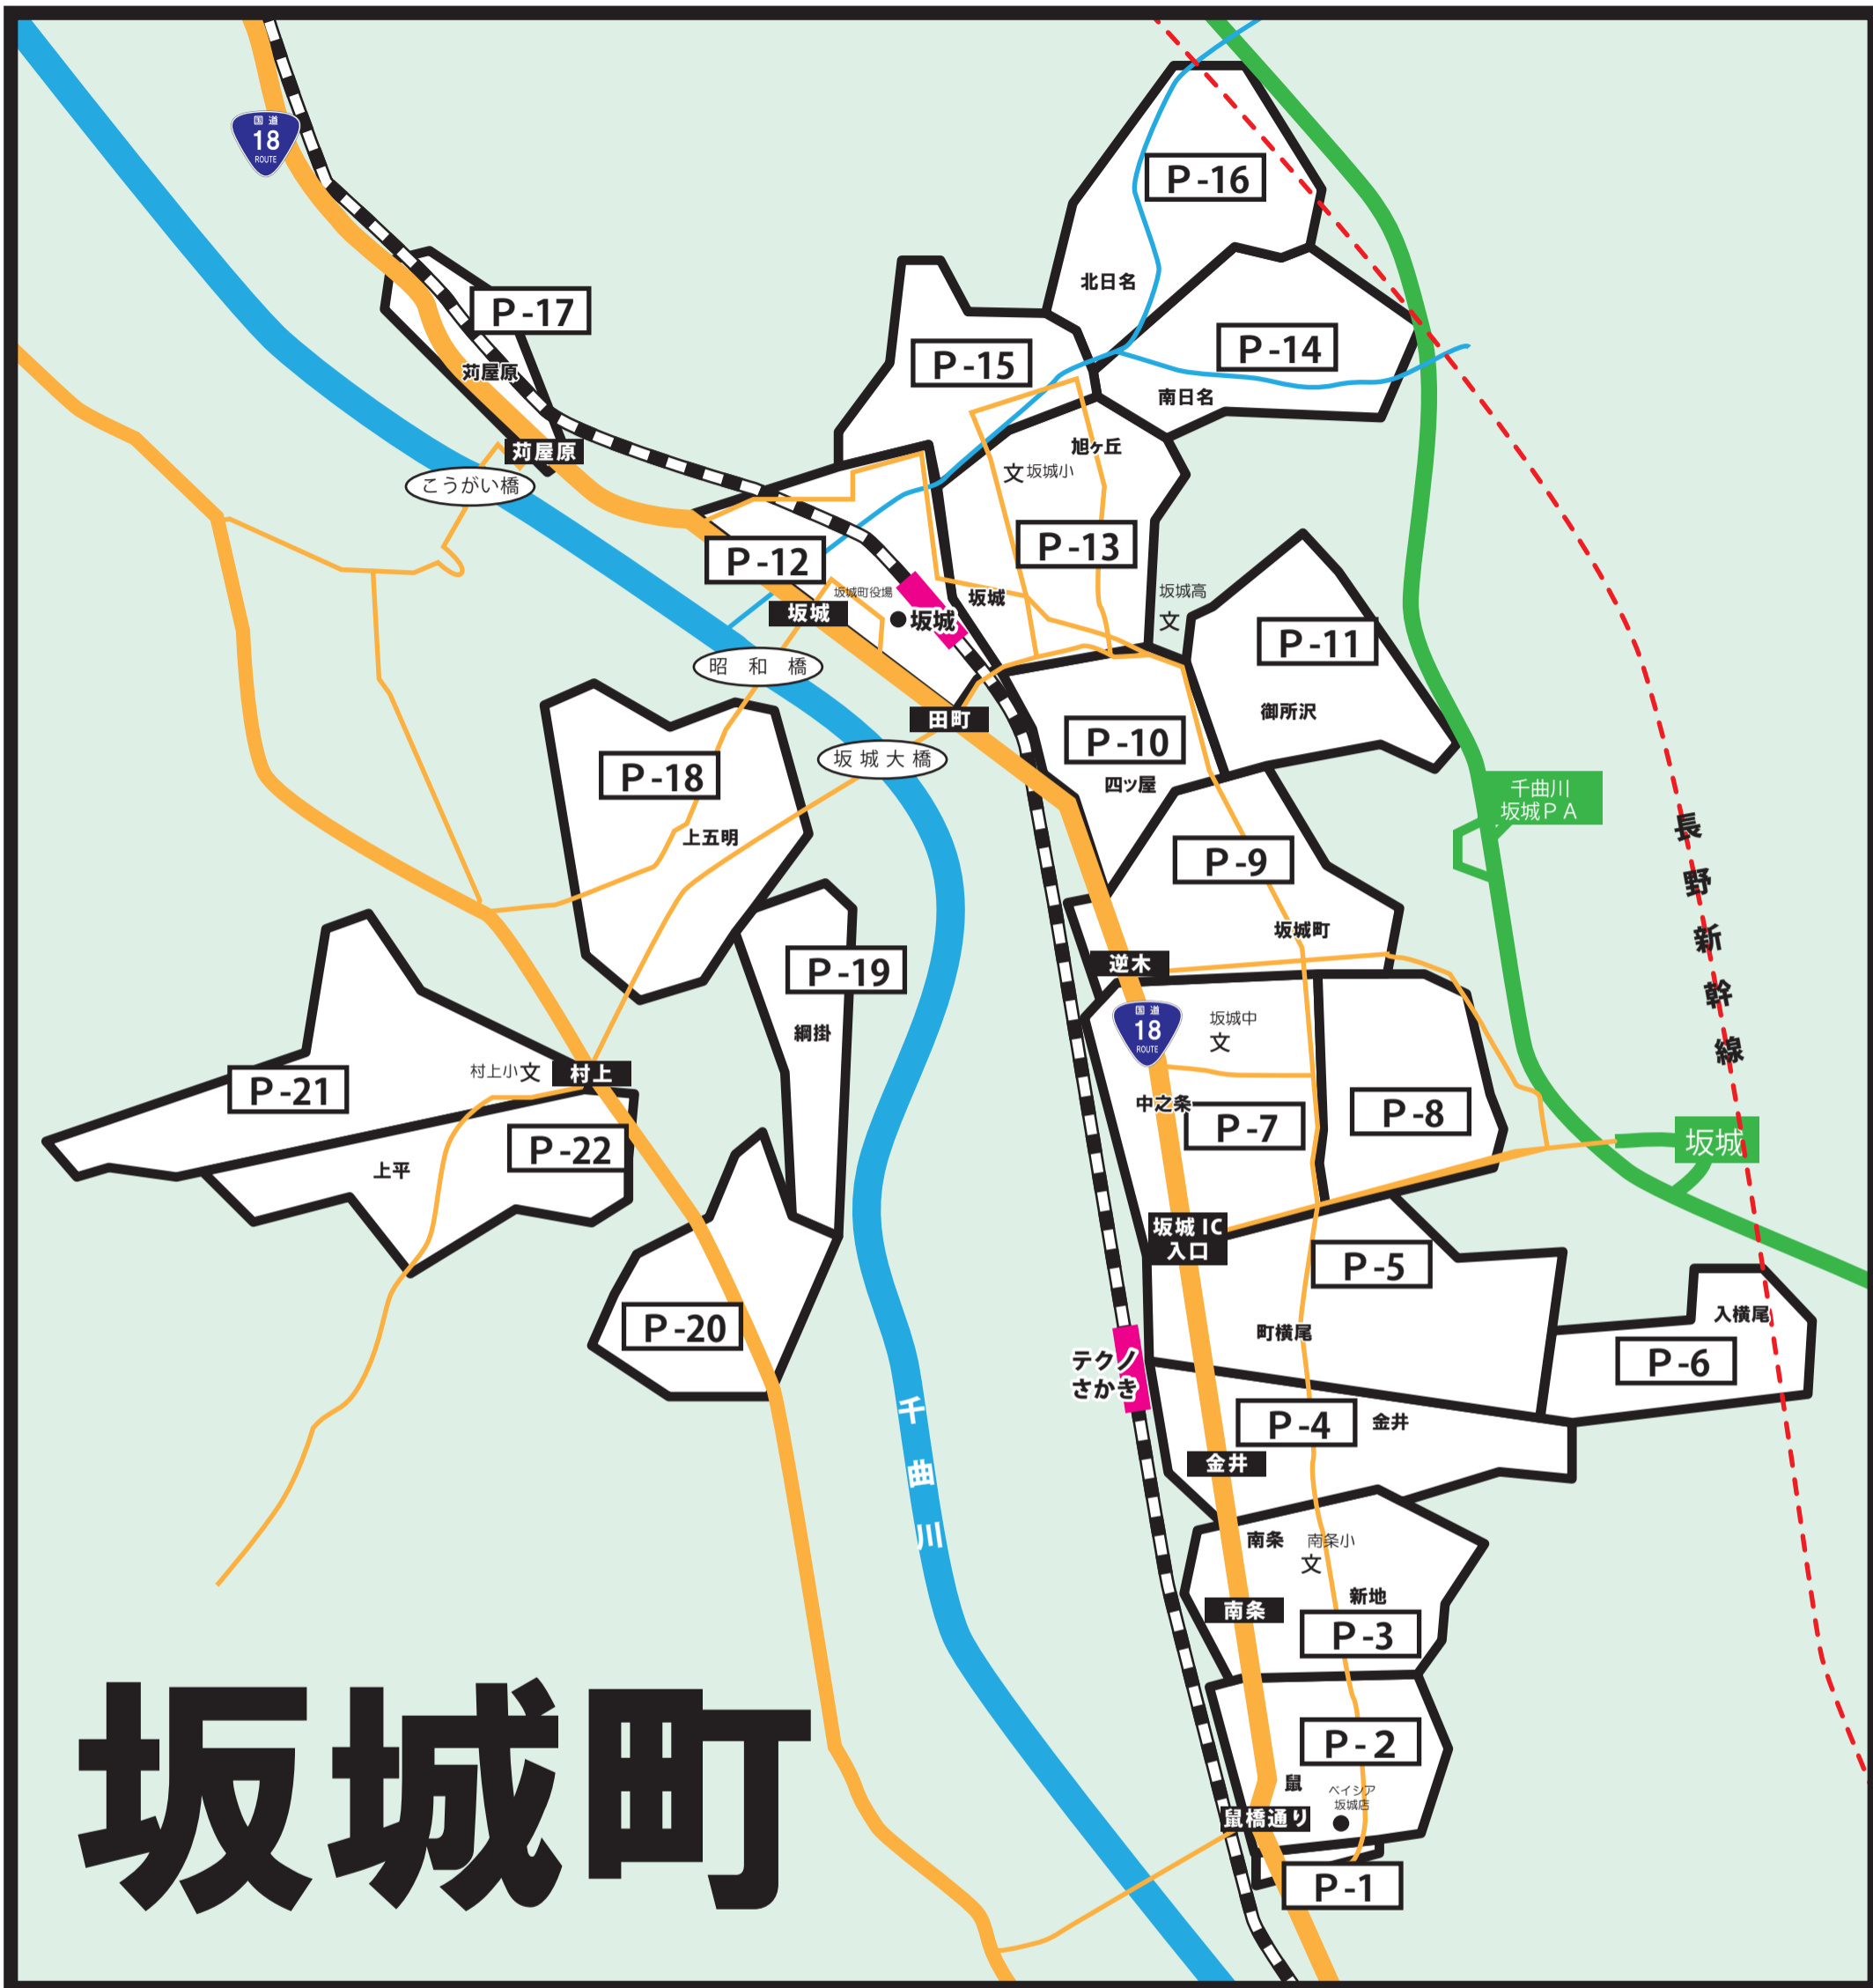 国道
18
ROUTE
P-16
北日名
P-17
苅屋原
P-14
南日名
P-15
旭ヶ丘
文 坂城小
苅屋原
こうがい橋
P-13
P-12
坂城町役場
坂城
坂城
坂城
坂城高
文
P-11
昭和橋
御所沢
田町
P-10
四ツ屋
坂城大橋
P-18
上五明
千曲川
坂城PA
長野新幹線
P-9
坂城町
逆木
P-19
綱掛
国道
18
ROUTE
坂城中
文
村上小文
村上
P-21
P-22
上平
中之条
P-7
P-8
坂城
坂城 IC
入口
P-5
町横尾
入横尾
P-6
P-20
テクノ
さかき
P-4
金井
金井
千曲川
南条
南条小
文
新地
南条
P-3
P-2
鼠
ベイシア
坂城店
鼠橋通り
P-1
坂城町